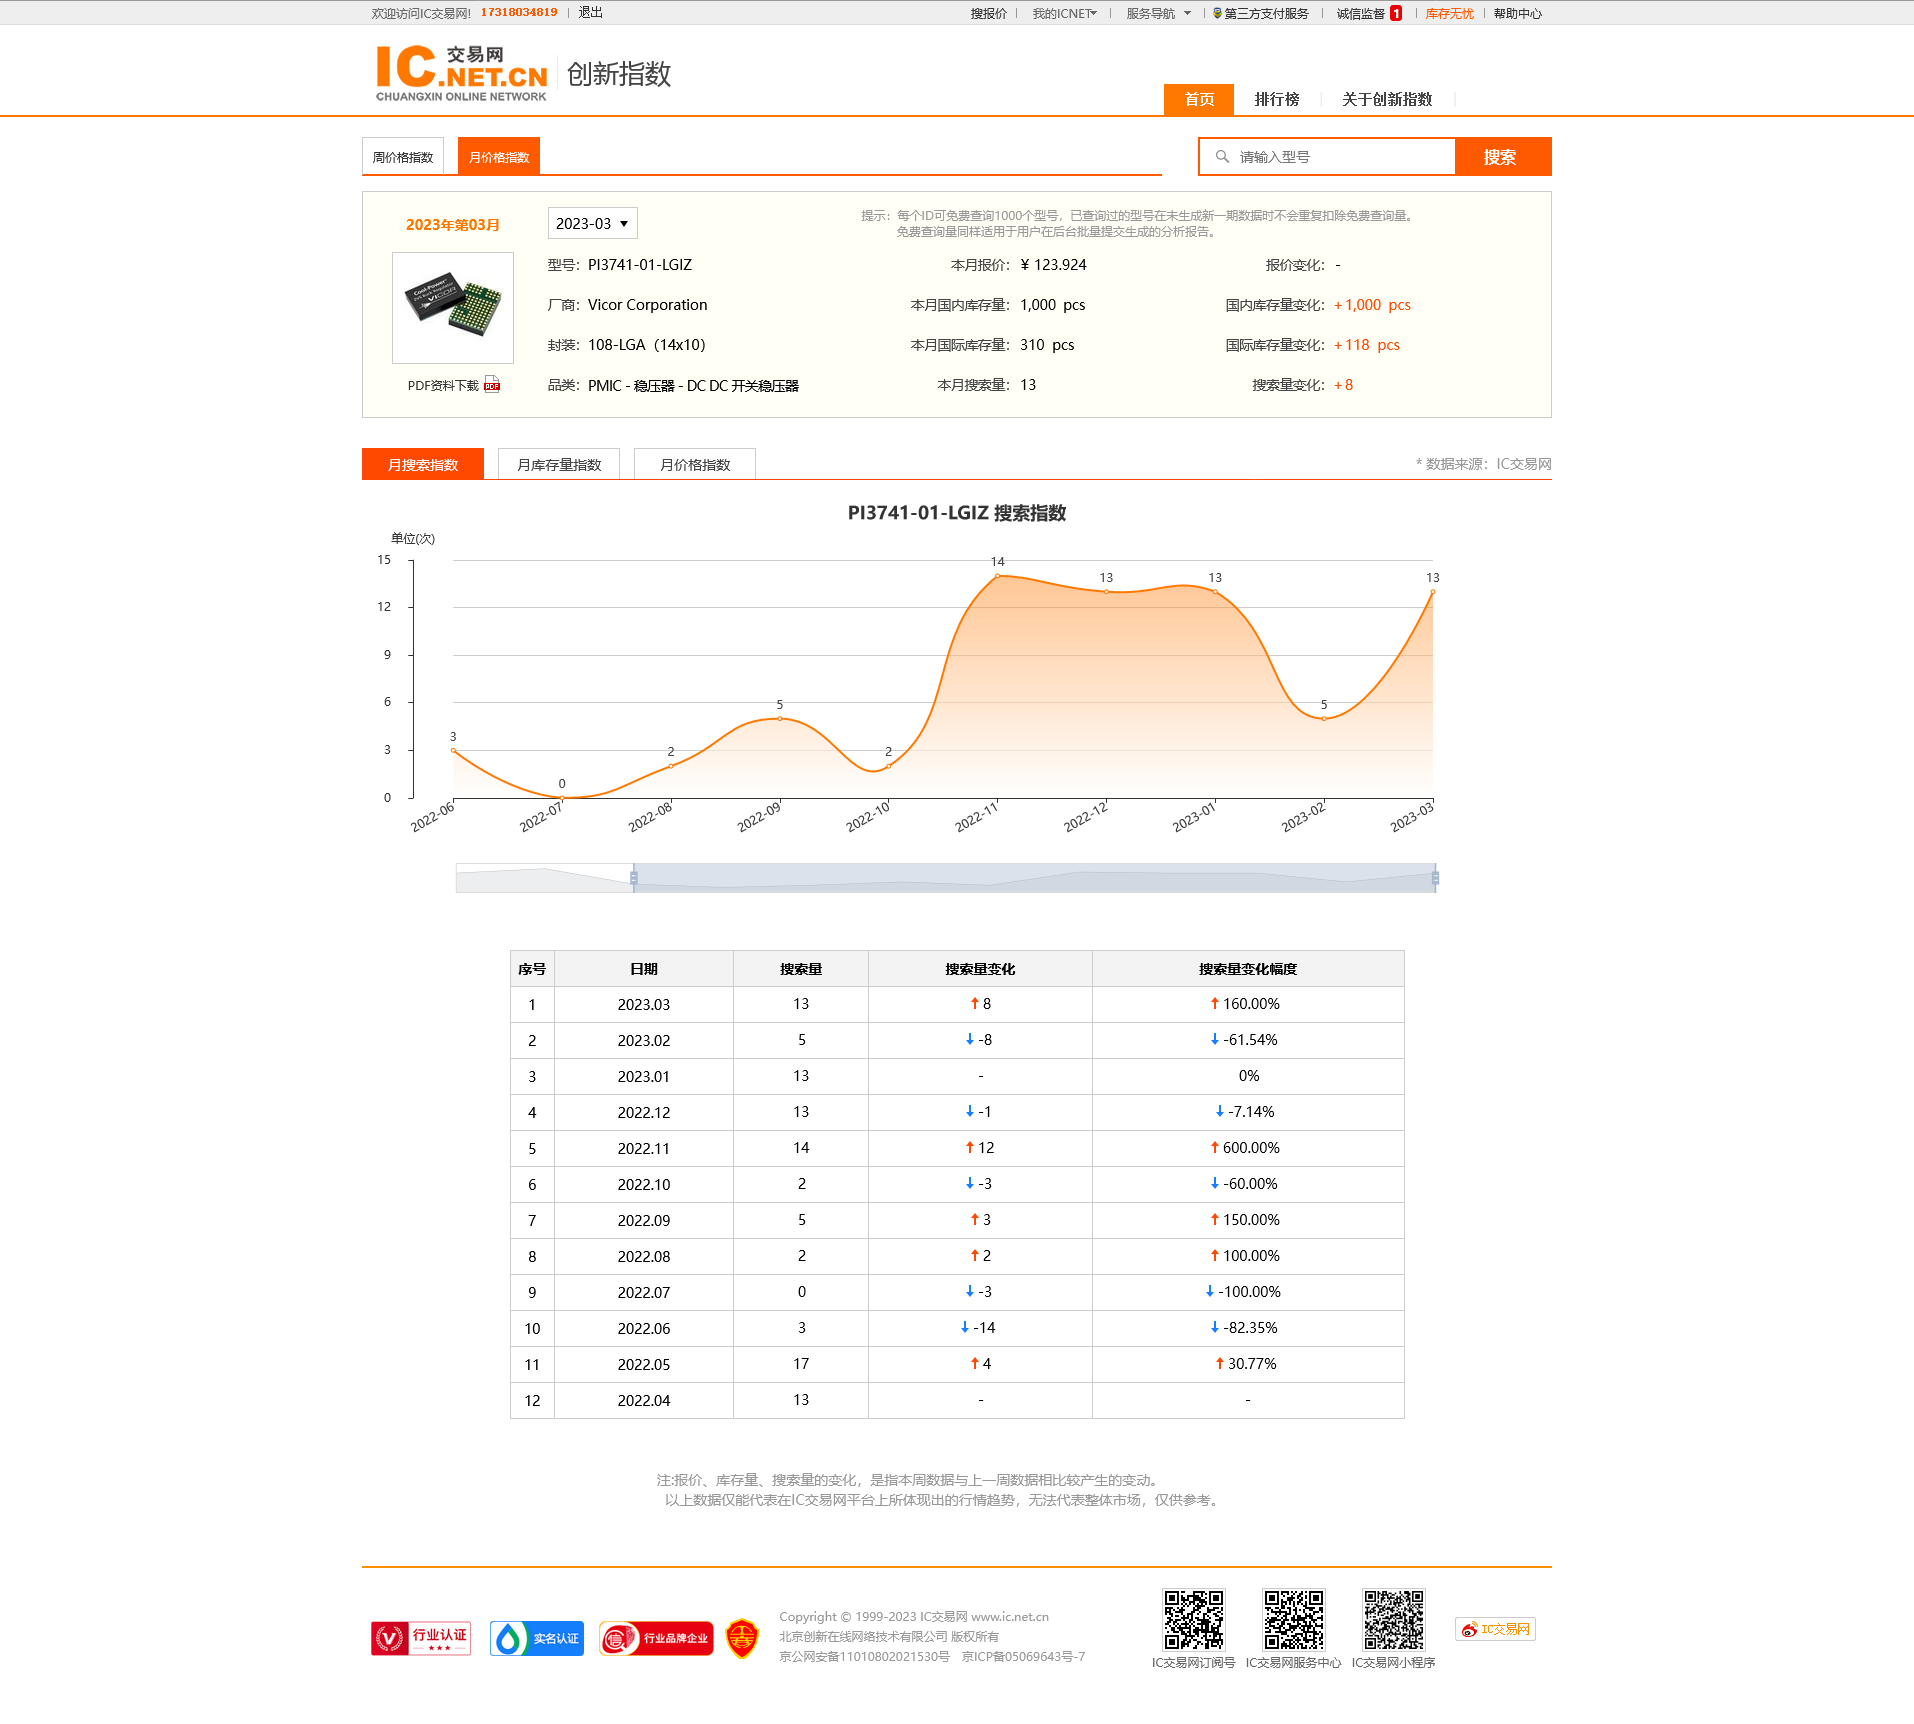 欢迎访问IC交易网! 17318034819 退出 搜报价 我的ICNET 服务导航 第三方支付服务 诚信监督 1 库存无忧 帮助中心
IC 交易网 .NET.CN
CHUANGXIN ONLINE NETWORK
创新指数
首页 排行榜 关于创新指数
周价格指数 月价格指数 请输入型号 搜索
2023年第03月 2023-03
提示：每个ID可免费查询1000个型号，已查询过的型号在未生成新一期数据时不会重复扣除免费查询量。
免费查询量同样适用于用户在后台批量提交生成的分析报告。
Cool-Power
VICOR
型号：PI3741-01-LGIZ 本月报价：¥ 123.924 报价变化：-
厂商：Vicor Corporation 本月国内库存量：1,000 pcs 国内库存量变化：+1,000 pcs
封装：108-LGA（14x10） 本月国际库存量：310 pcs 国际库存量变化：+118 pcs
PDF资料下载 PDF
品类：PMIC - 稳压器 - DC DC 开关稳压器 本月搜索量：13 搜索量变化：+8
月搜索指数 月库存量指数 月价格指数 * 数据来源：IC交易网
PI3741-01-LGIZ 搜索指数
单位(次)
15
12
9
6
3
0
3 0 2 5 2 14 13 13 5 13
2022-06 2022-07 2022-08 2022-09 2022-10 2022-11 2022-12 2023-01 2023-02 2023-03
序号 日期 搜索量 搜索量变化 搜索量变化幅度
1 2023.03 13 ↑ 8 ↑ 160.00%
2 2023.02 5 ↓ -8 ↓ -61.54%
3 2023.01 13 - 0%
4 2022.12 13 ↓ -1 ↓ -7.14%
5 2022.11 14 ↑ 12 ↑ 600.00%
6 2022.10 2 ↓ -3 ↓ -60.00%
7 2022.09 5 ↑ 3 ↑ 150.00%
8 2022.08 2 ↑ 2 ↑ 100.00%
9 2022.07 0 ↓ -3 ↓ -100.00%
10 2022.06 3 ↓ -14 ↓ -82.35%
11 2022.05 17 ↑ 4 ↑ 30.77%
12 2022.04 13 - -
注:报价、库存量、搜索量的变化，是指本周数据与上一周数据相比较产生的变动。
以上数据仅能代表在IC交易网平台上所体现出的行情趋势，无法代表整体市场，仅供参考。
行业认证 实名认证 信 行业品牌企业
Copyright © 1999-2023 IC交易网 www.ic.net.cn
北京创新在线网络技术有限公司 版权所有
京公网安备11010802021530号 京ICP备05069643号-7
IC交易网订阅号 IC交易网服务中心 IC交易网小程序
IC交易网